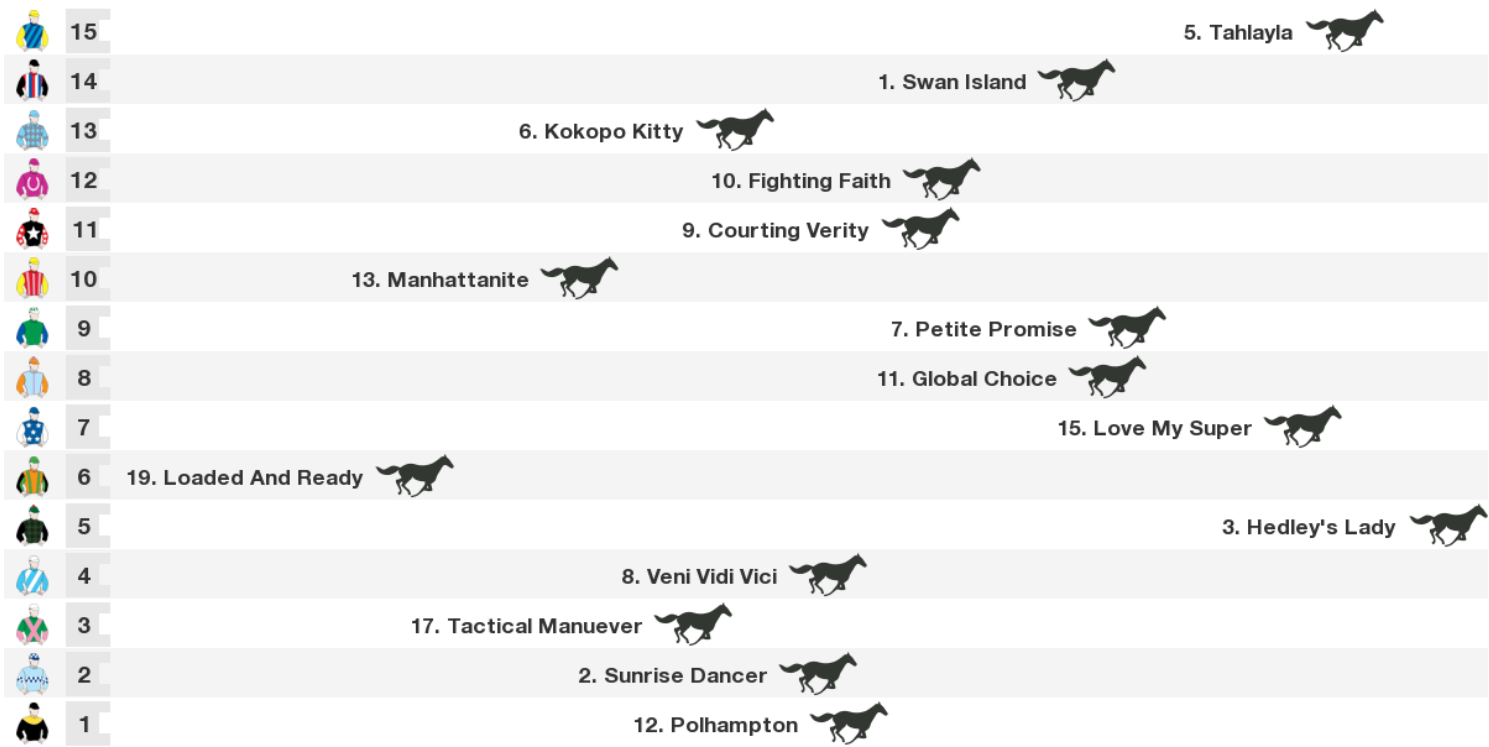 15 5. Tahlayla
14 1. Swan Island
13 6. Kokopo Kitty
12 10. Fighting Faith
11 9. Courting Verity
10 13. Manhattanite
9 7. Petite Promise
8 11. Global Choice
7 15. Love My Super
6 19. Loaded And Ready
5 3. Hedley's Lady
4 8. Veni Vidi Vici
3 17. Tactical Manuever
2 2. Sunrise Dancer
1 12. Polhampton